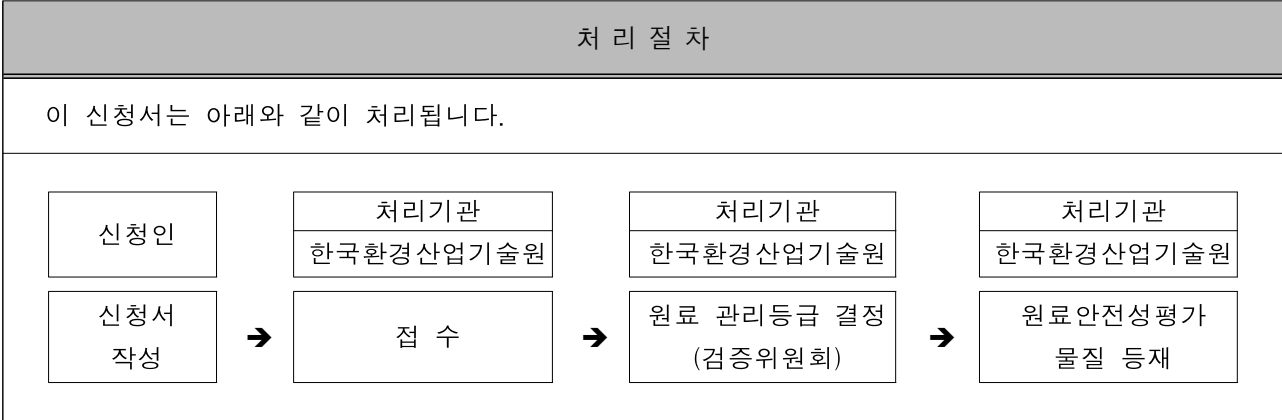 처리절차
이 신청서는 아래와 같이 처리됩니다.
신청인
처리기관
한국환경산업기술원
처리기관
한국환경산업기술원
처리기관
한국환경산업기술원
신청서
작성
➔
접 수
➔
원료 관리등급 결정
(검증위원회)
➔
원료안전성평가
물질 등재